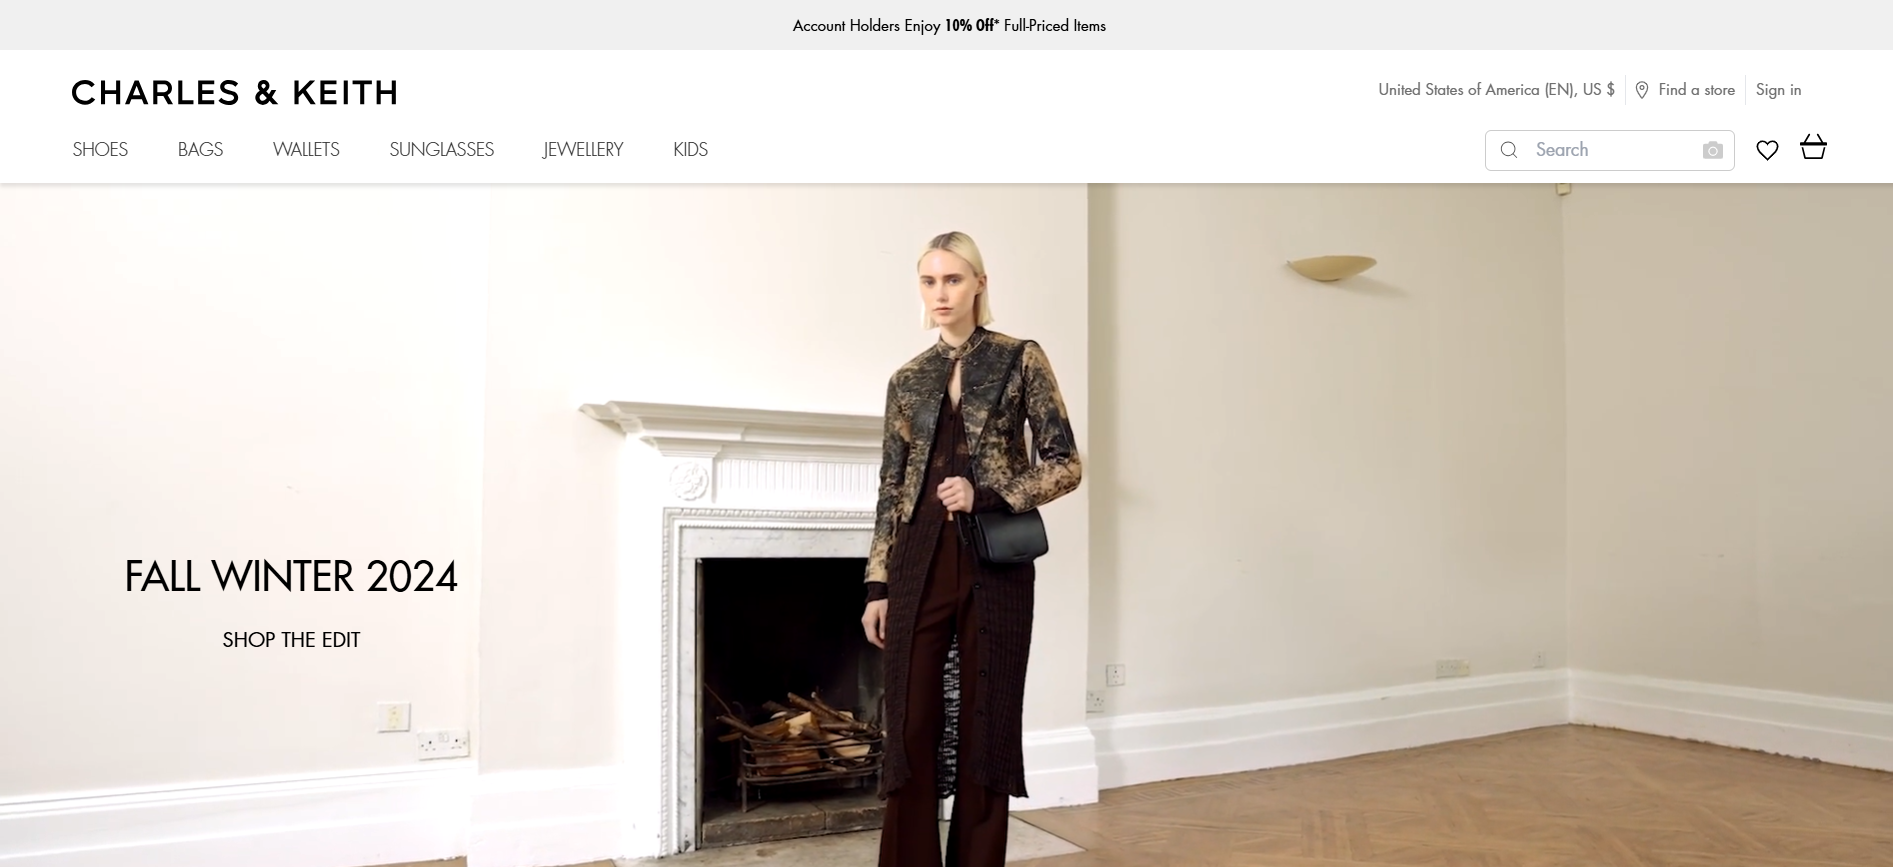 Account Holders Enjoy 10% Off* Full-Priced Items
CHARLES & KEITH
United States of America (EN), US $
Find a store
Sign in
SHOES
BAGS
WALLETS
SUNGLASSES
JEWELLERY
KIDS
Search
FALL WINTER 2024
SHOP THE EDIT